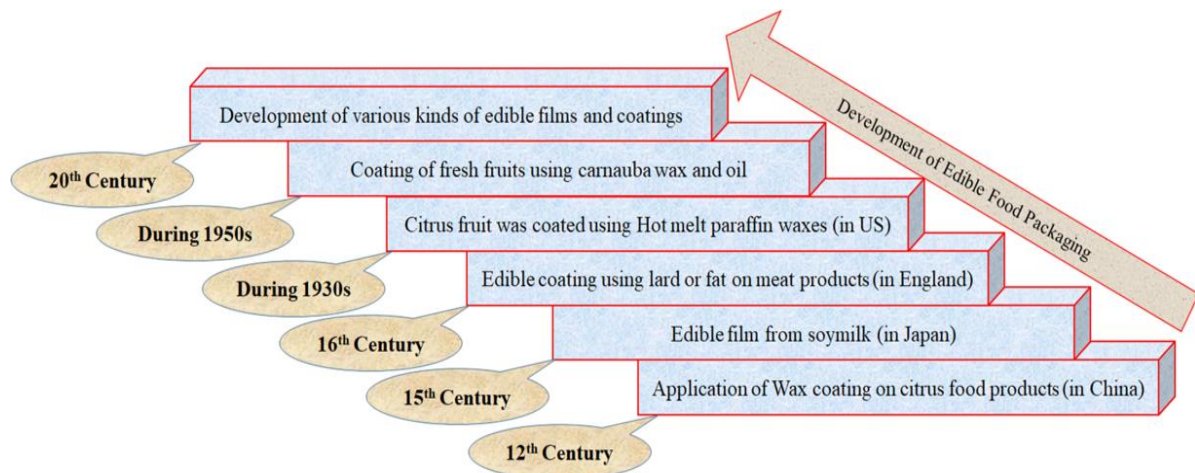 Development of various kinds of edible films and coatings
20th Century
Coating of fresh fruits using carnauba wax and oil
During 1950s
Citrus fruit was coated using Hot melt paraffin waxes (in US)
During 1930s
Edible coating using lard or fat on meat products (in England)
16th Century
Edible film from soymilk (in Japan)
15th Century
Application of Wax coating on citrus food products (in China)
12th Century
Development of Edible Food Packaging